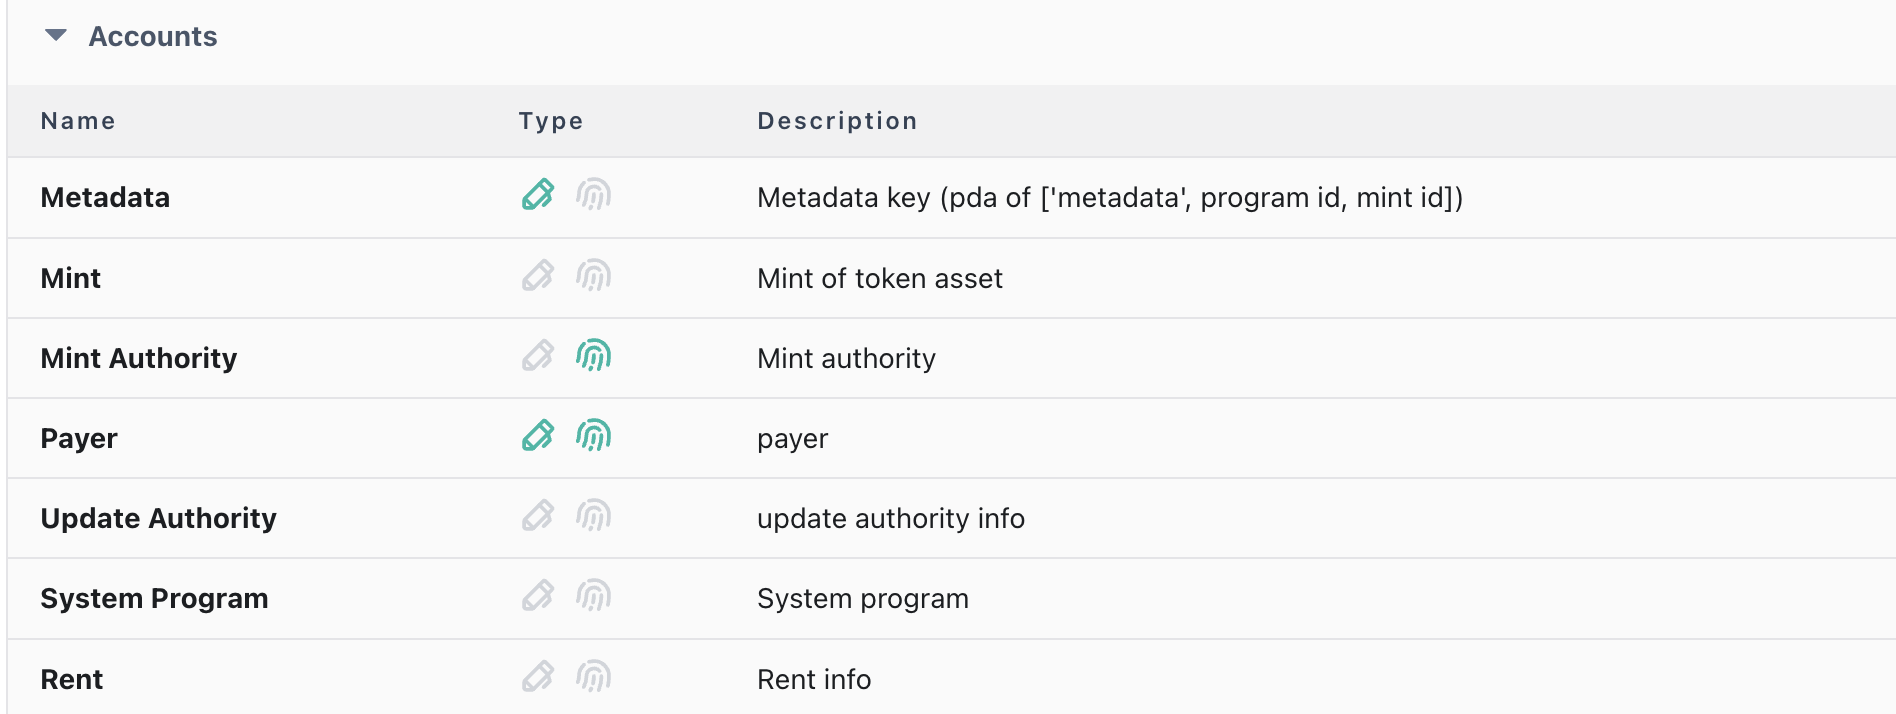 Accounts
Name Type Description
Metadata Metadata key (pda of ['metadata', program id, mint id])
Mint Mint of token asset
Mint Authority Mint authority
Payer payer
Update Authority update authority info
System Program System program
Rent Rent info